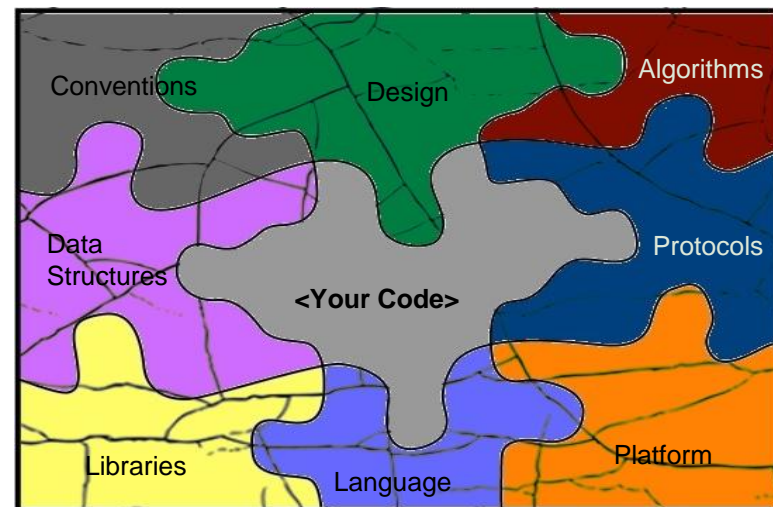 Conventions
Design
Algorithms
Data
Structures
<Your Code>
Protocols
Libraries
Language
Platform